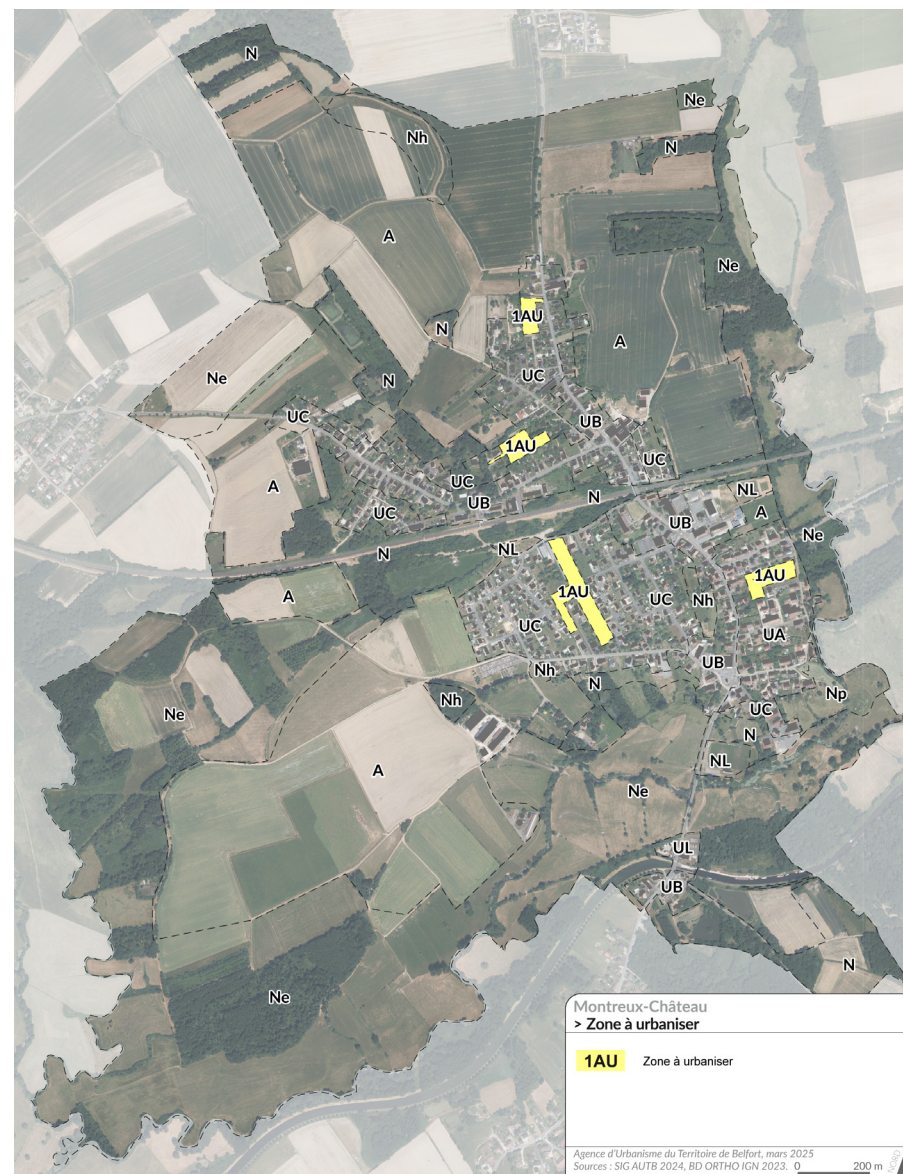 N
Ne
Nh
N
A
Ne
1AU
N
A
Ne
UC
N
UC
UB
1AU
UC
UC
A
NL
N
UB
UC
UB
A
NL
N
Ne
1AU
1AU
A
UC
Nh
UC
UA
UB
Nh
N
Np
Nh
Ne
UC
N
NL
A
Ne
UL
UB
N
Ne
Montreux-Château
> Zone à urbaniser
1AU Zone à urbaniser
Agence d'Urbanisme du Territoire de Belfort, mars 2025
Sources : SIG AUTB 2024, BD ORTHO IGN 2023.
200 m
NORD